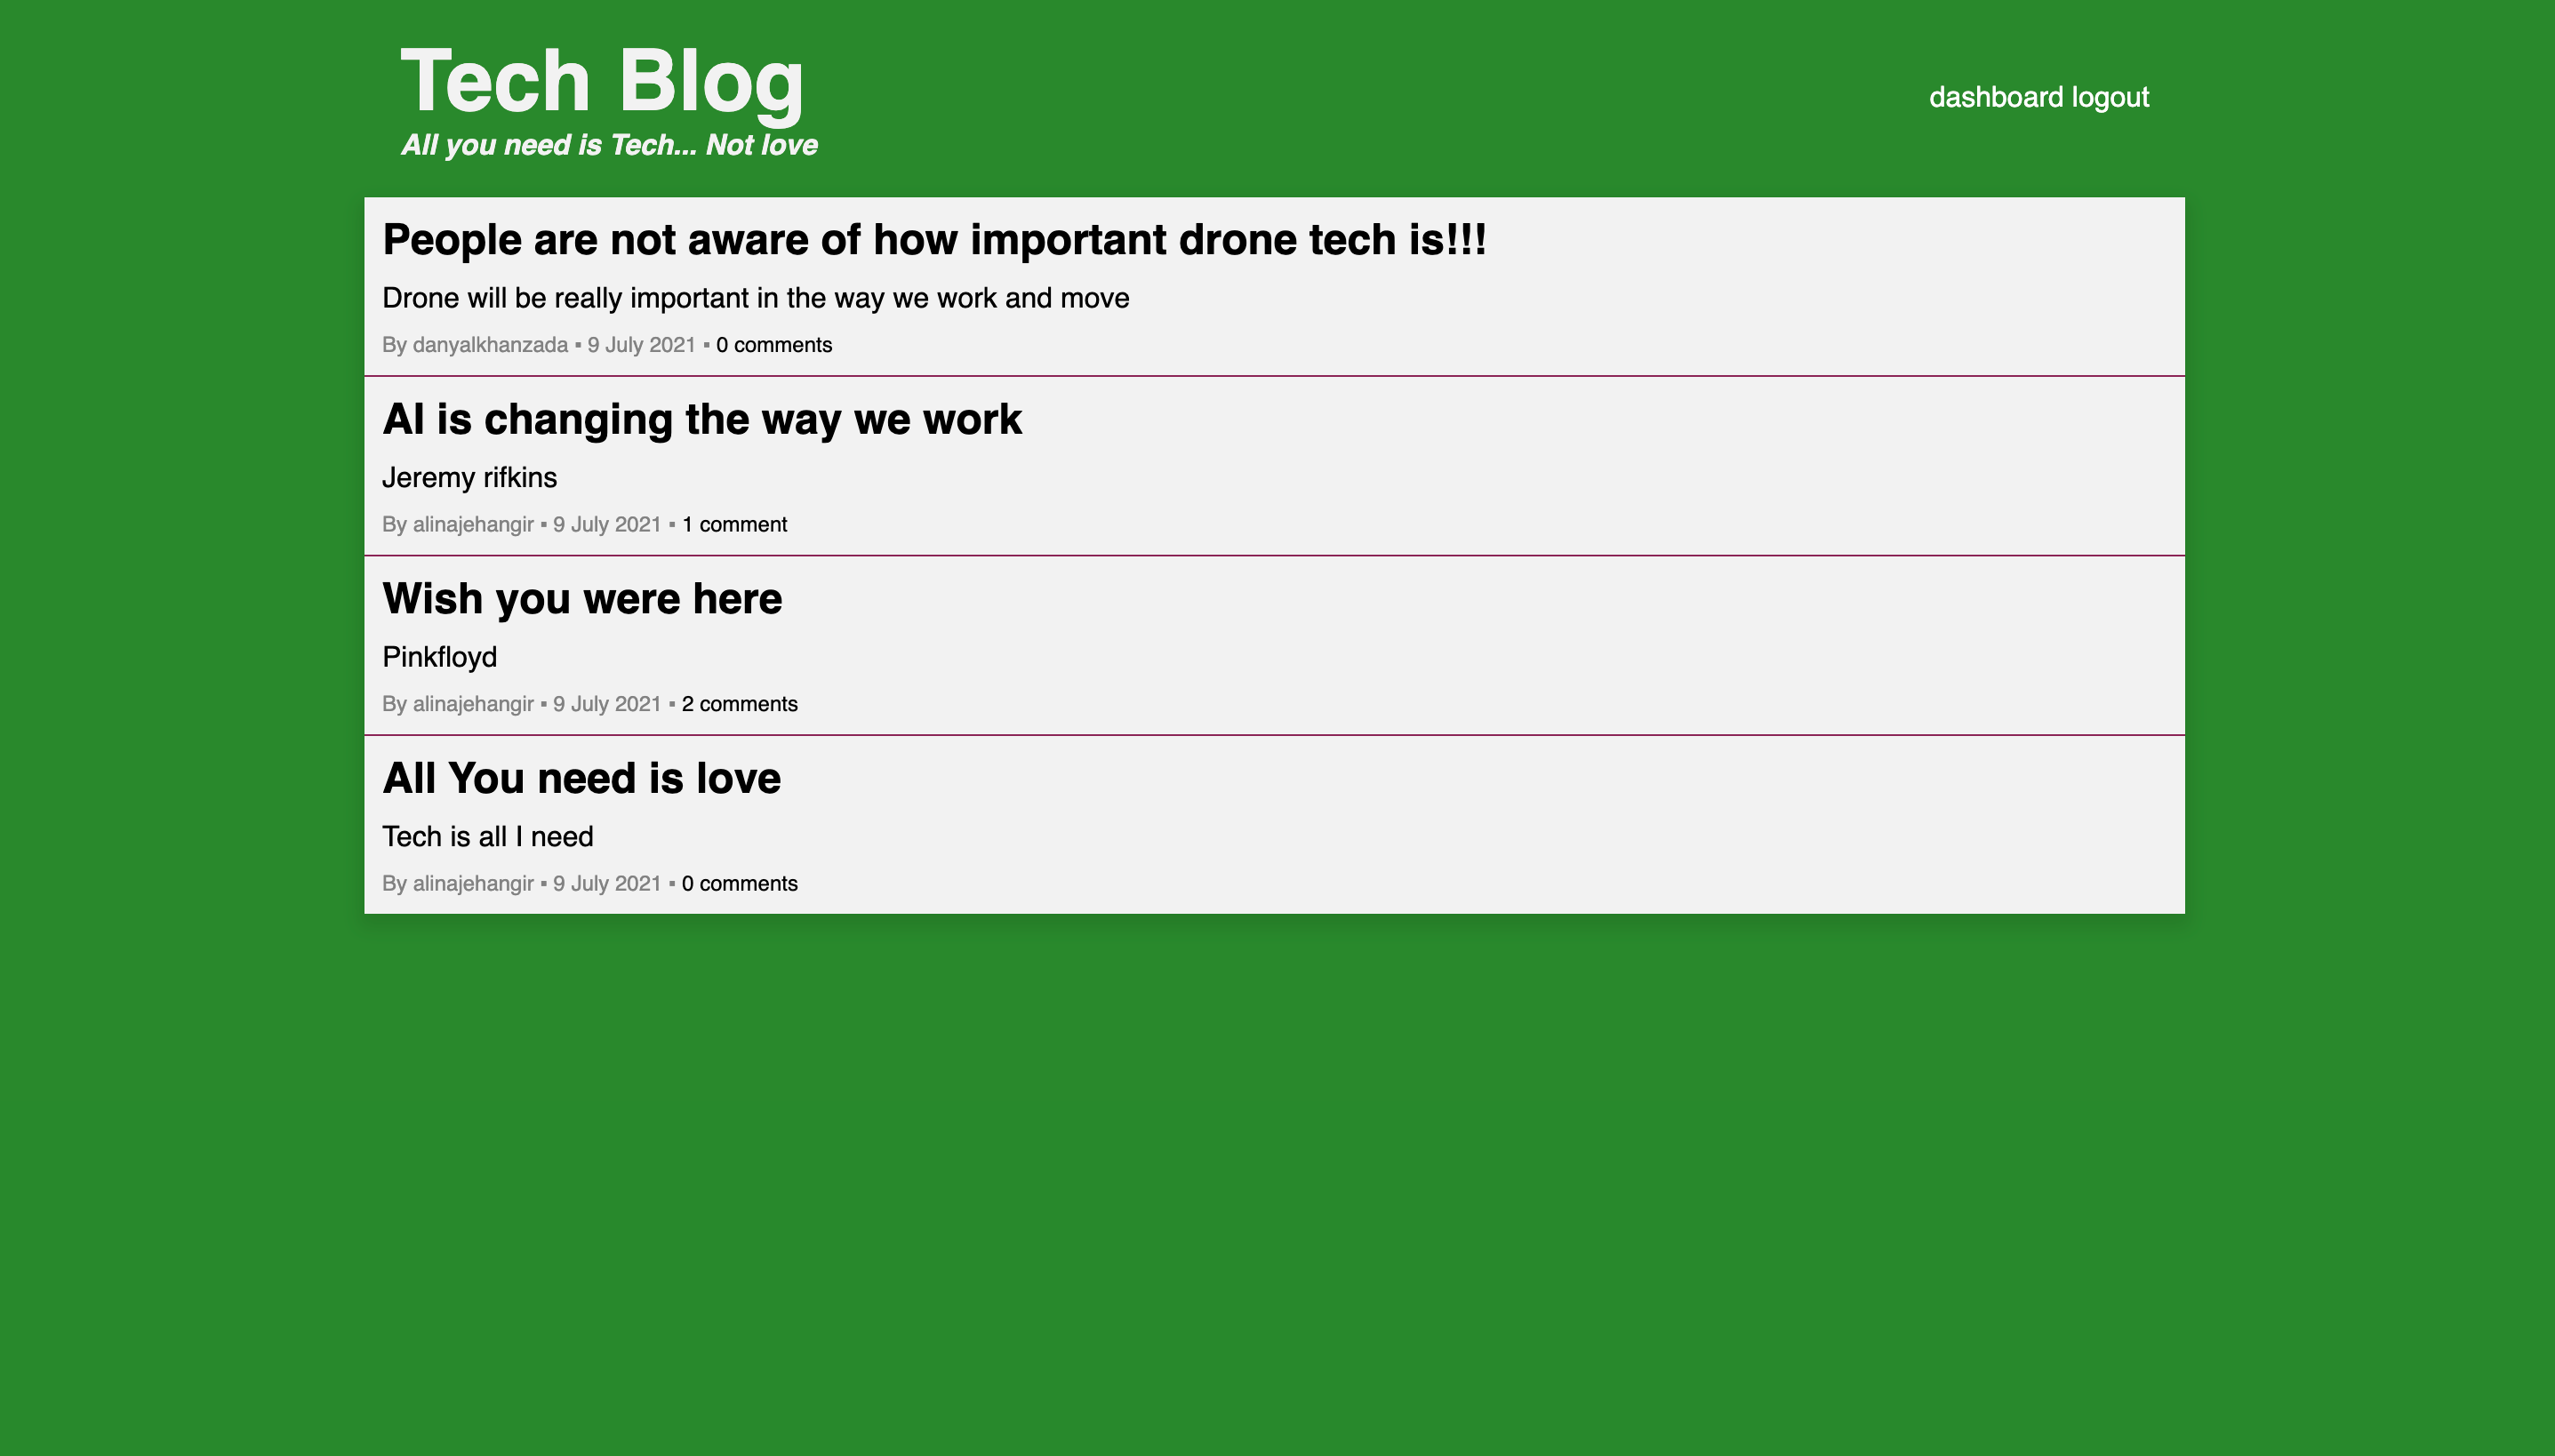 Tech Blog
All you need is Tech... Not love
dashboard logout
People are not aware of how important drone tech is!!!
Drone will be really important in the way we work and move
By danyalkhanzada ▪ 9 July 2021 ▪ 0 comments
AI is changing the way we work
Jeremy rifkins
By alinajehangir ▪ 9 July 2021 ▪ 1 comment
Wish you were here
Pinkfloyd
By alinajehangir ▪ 9 July 2021 ▪ 2 comments
All You need is love
Tech is all I need
By alinajehangir ▪ 9 July 2021 ▪ 0 comments